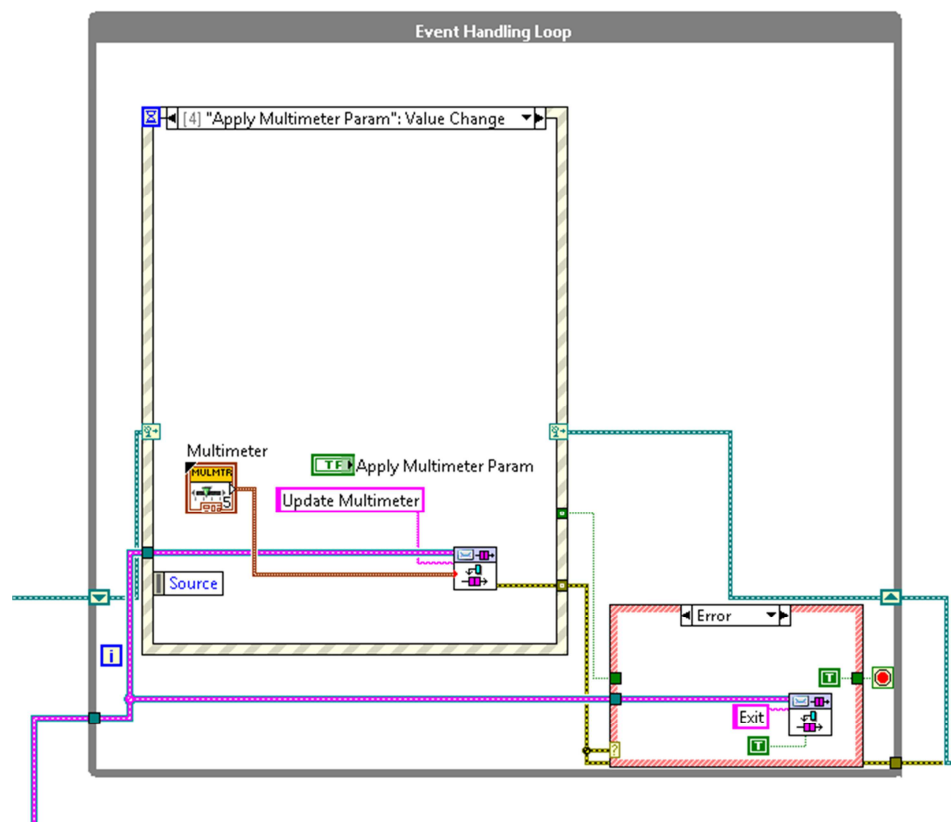 Event Handling Loop
[4] "Apply Multimeter Param": Value Change
Multimeter
MULMTR
5
TF
Apply Multimeter Param
Update Multimeter
Source
i
Error
T
Exit
T
?